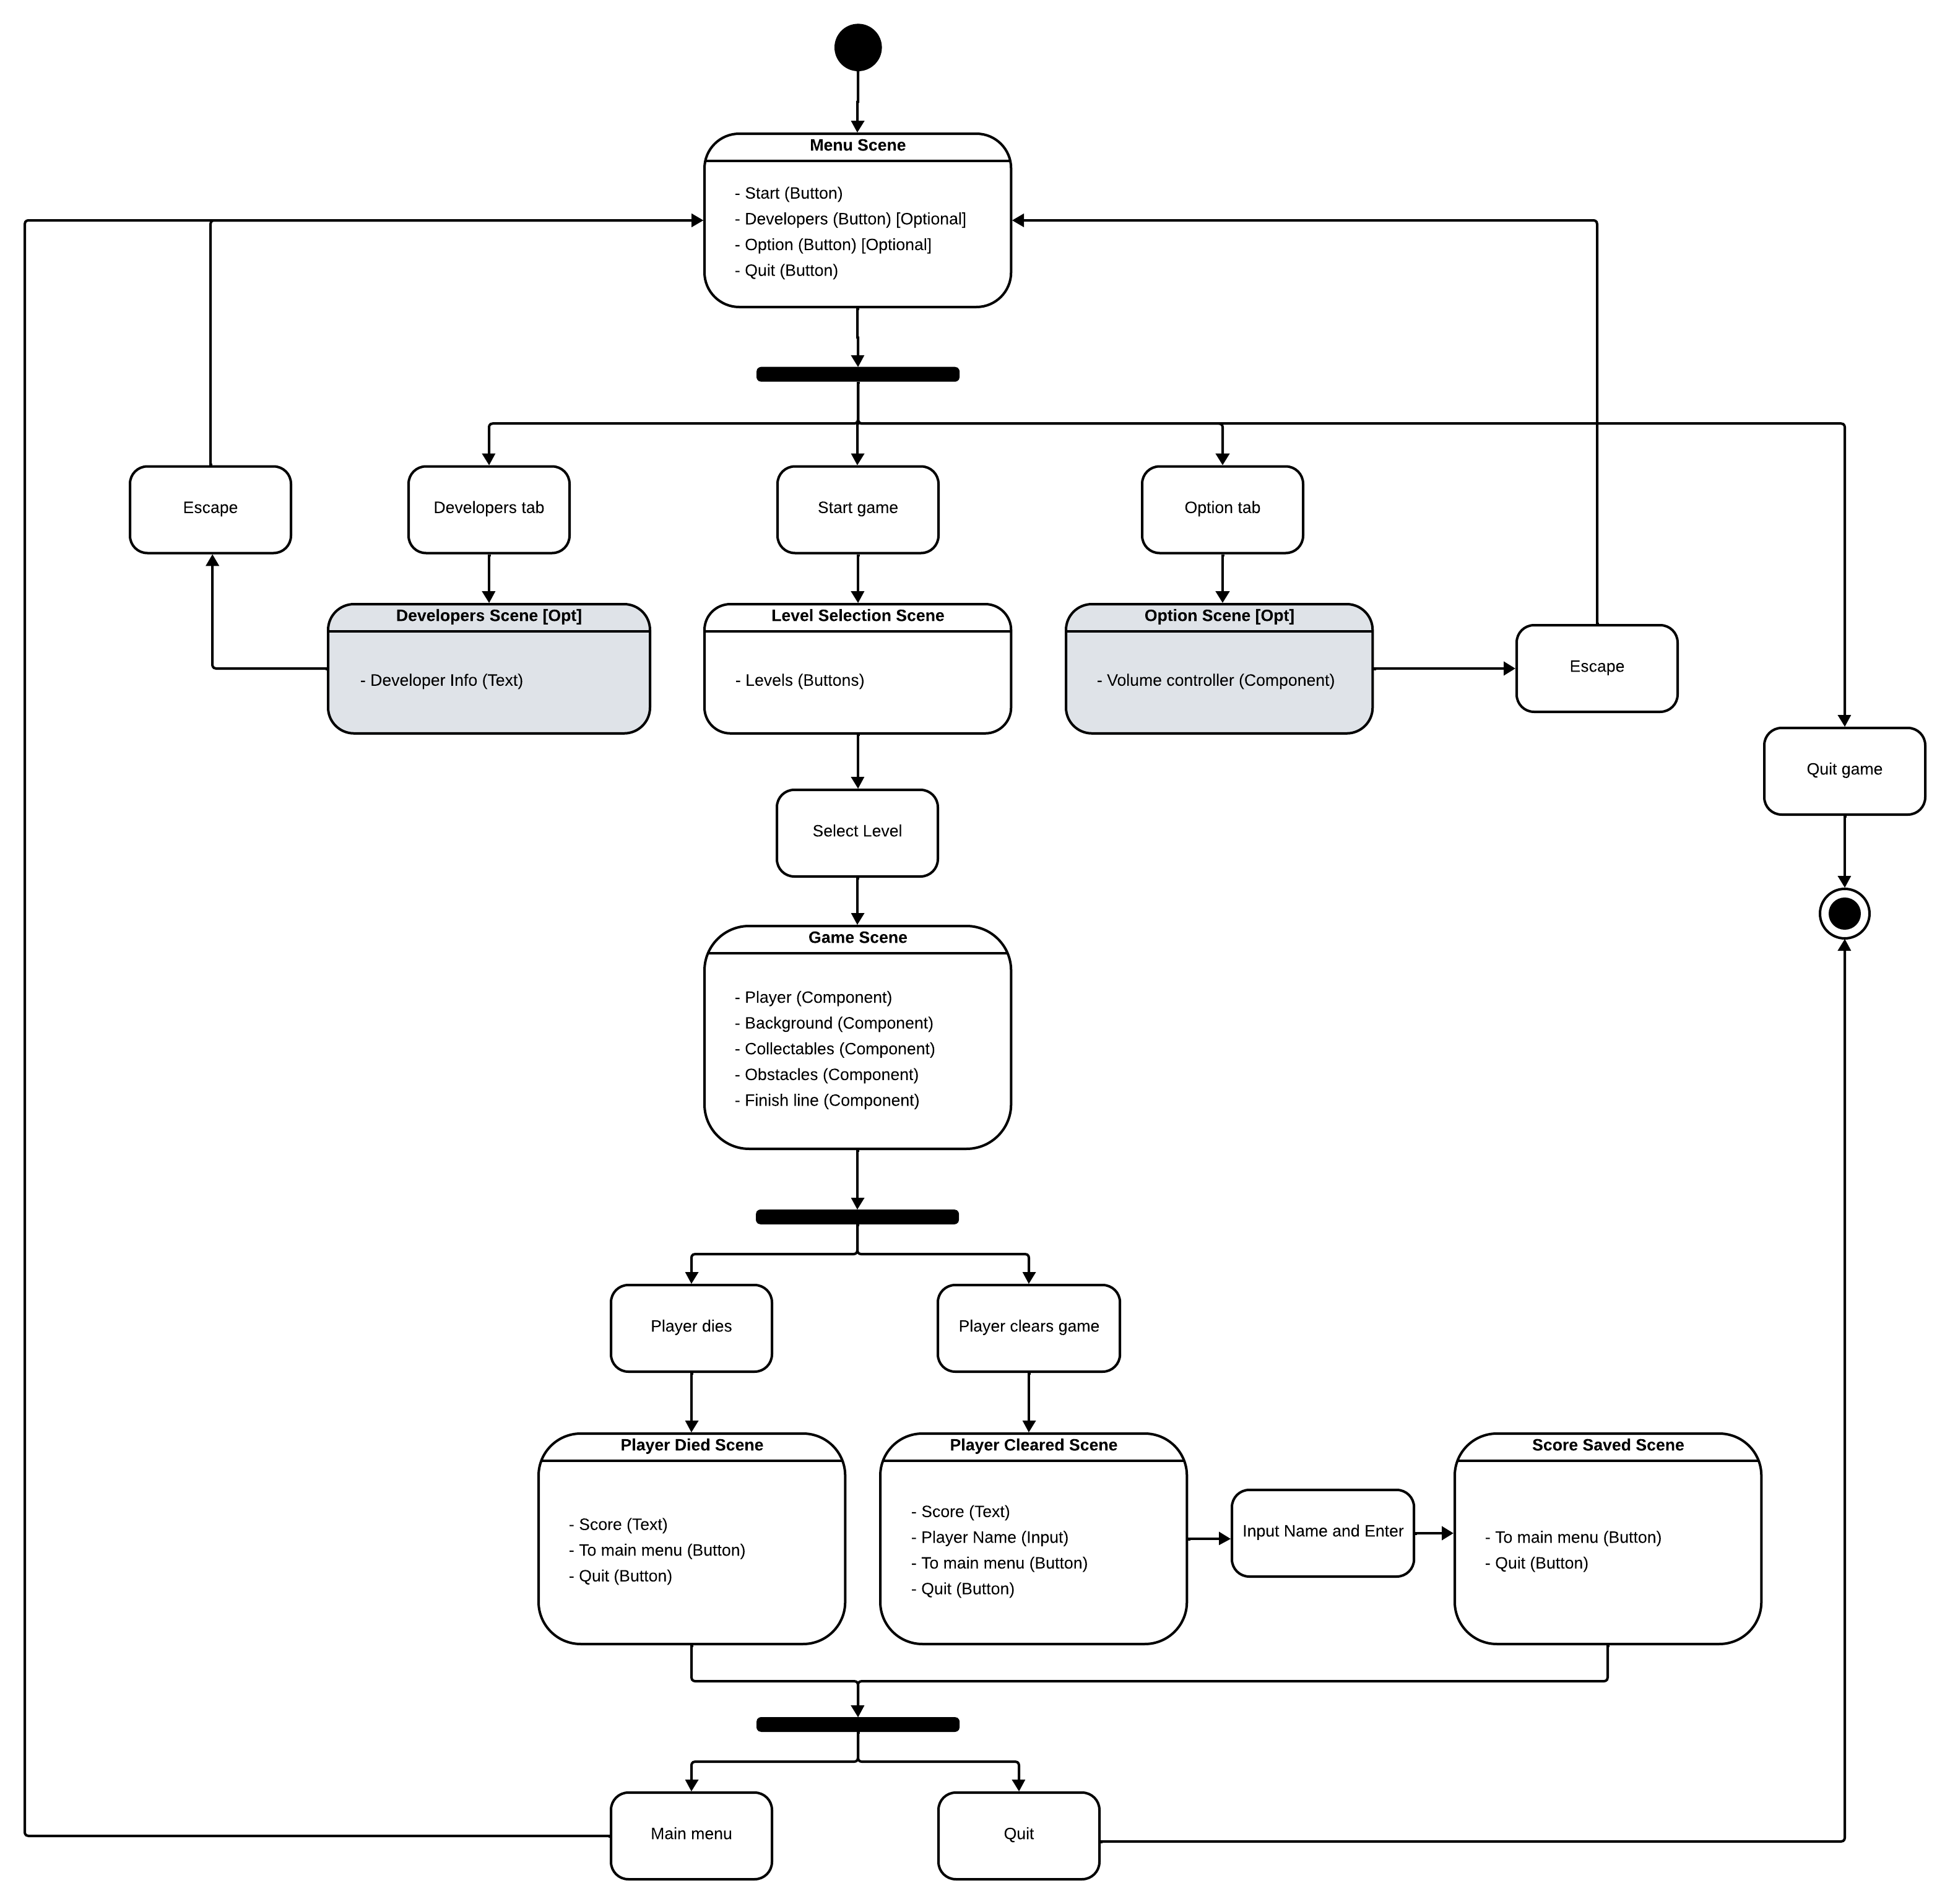 Menu Scene
- Start (Button)
- Developers (Button) [Optional]
- Option (Button) [Optional]
- Quit (Button)
Escape
Developers tab
Start game
Option tab
Developers Scene [Opt]
- Developer Info (Text)
Level Selection Scene
- Levels (Buttons)
Option Scene [Opt]
- Volume controller (Component)
Escape
Quit game
Select Level
Game Scene
- Player (Component)
- Background (Component)
- Collectables (Component)
- Obstacles (Component)
- Finish line (Component)
Player dies
Player clears game
Player Died Scene
- Score (Text)
- To main menu (Button)
- Quit (Button)
Player Cleared Scene
- Score (Text)
- Player Name (Input)
- To main menu (Button)
- Quit (Button)
Input Name and Enter
Score Saved Scene
- To main menu (Button)
- Quit (Button)
Main menu
Quit